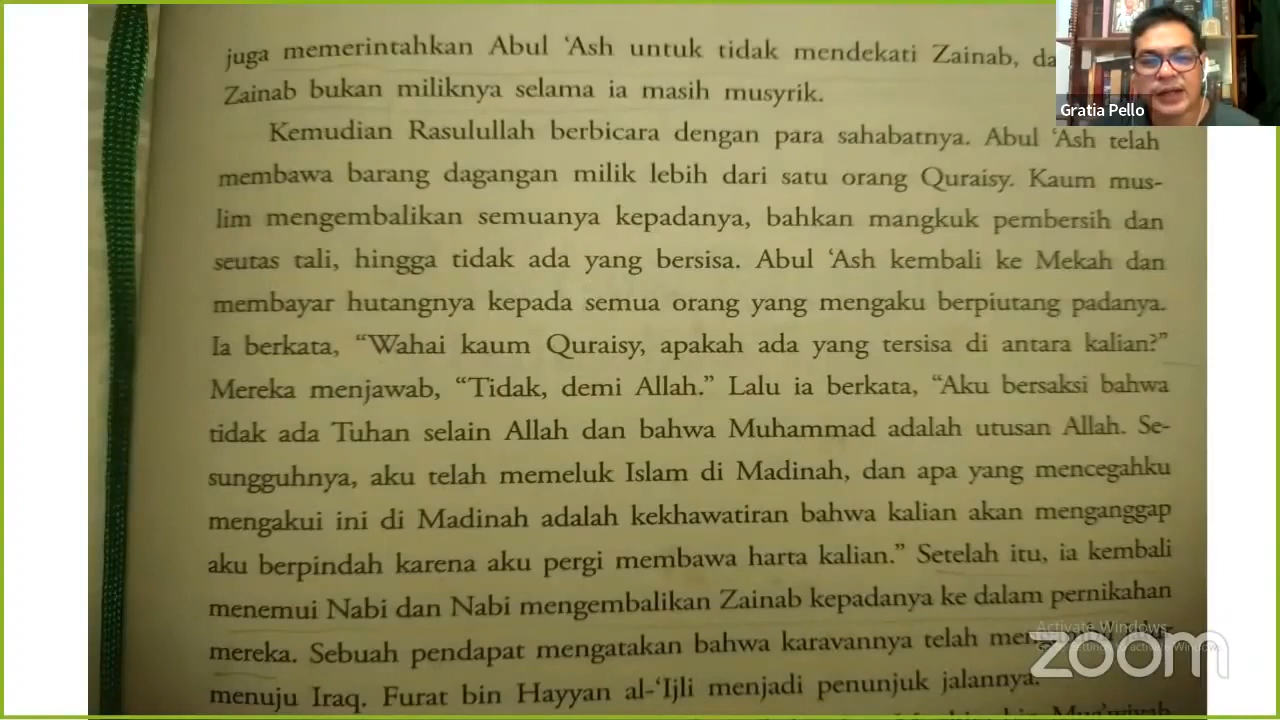 juga memerintahkan Abul ‘Ash untuk tidak mendekati Zainab,
Zainab bukan miliknya selama ia masih musyrik.
Kemudian Rasulullah berbicara dengan para sahabatnya. Abul ‘Ash telah
membawa barang dagangan milik lebih dari satu orang Quraisy. Kaum mus-
lim mengembalikan semuanya kepadanya, bahkan mangkuk pembersih dan
seutas tali, hingga tidak ada yang bersisa. Abul ‘Ash kembali ke Mekah dan
membayar hutangnya kepada semua orang yang mengaku berpiutang padanya.
Ia berkata, “Wahai kaum Quraisy, apakah ada yang tersisa di antara kalian?”
Mereka menjawab, “Tidak, demi Allah.” Lalu ia berkata, “Aku bersaksi bahwa
tidak ada Tuhan selain Allah dan bahwa Muhammad adalah utusan Allah. Se-
sungguhnya, aku telah memeluk Islam di Madinah, dan apa yang mencegahku
mengakui ini di Madinah adalah kekhawatiran bahwa kalian akan menganggap
aku berpindah karena aku pergi membawa harta kalian.” Setelah itu, ia kembali
menemui Nabi dan Nabi mengembalikan Zainab kepadanya ke dalam pernikahan
mereka. Sebuah pendapat mengatakan bahwa karavannya telah
menuju Iraq. Furat bin Hayyan al-‘Ijli menjadi penunjuk jalannya.
Gratia Pello
Activate Windows
zoom